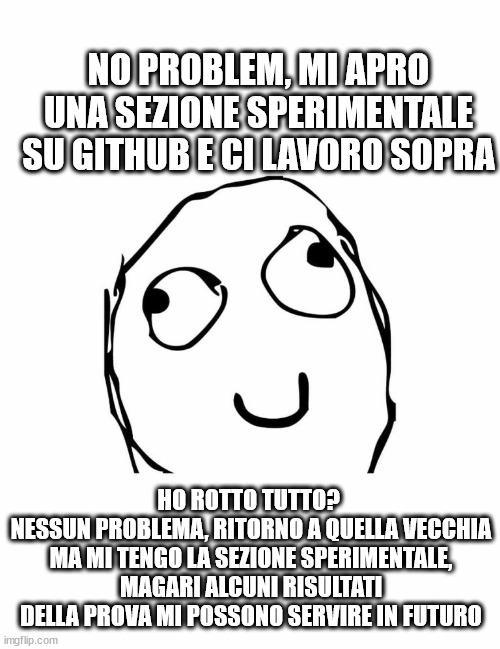 NO PROBLEM, MI APRO
UNA SEZIONE SPERIMENTALE
SU GITHUB E CI LAVORO SOPRA
HO ROTTO TUTTO?
NESSUN PROBLEMA, RITORNO A QUELLA VECCHIA
MA MI TENGO LA SEZIONE SPERIMENTALE,
MAGARI ALCUNI RISULTATI
DELLA PROVA MI POSSONO SERVIRE IN FUTURO
imgflip.com